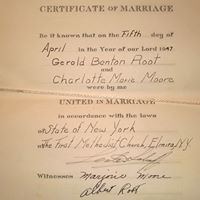 CERTIFICATE OF MARRIAGE
Be it known that on the Fifth day of
April in the Year of our Lord 1947
Gerald Benton Root
and
Charlotte Marie Moore
were by me
UNITED IN MARRIAGE
in accordance with the laws
of State of New York
The First Methodist Church, Elmira, N.Y.
Witnesses Marjorie Moore
Albert Root